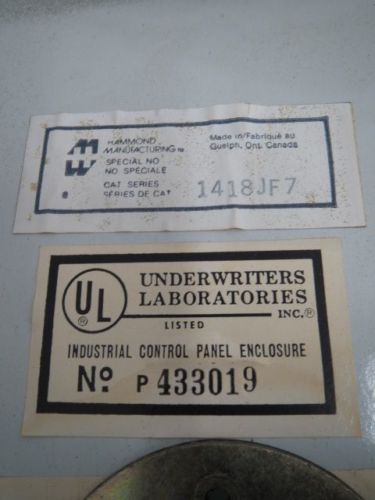 HAMMOND
MANUFACTURING TM
Made in/Fabriqué au
Guelph, Ont. Canada
SPECIAL NO
NO SPÉCIALE
CAT. SERIES
SÉRIES DE CAT.
1418JF7
UL
®
UNDERWRITERS
LABORATORIES
INC.®
LISTED
INDUSTRIAL CONTROL PANEL ENCLOSURE
Nº P 433019